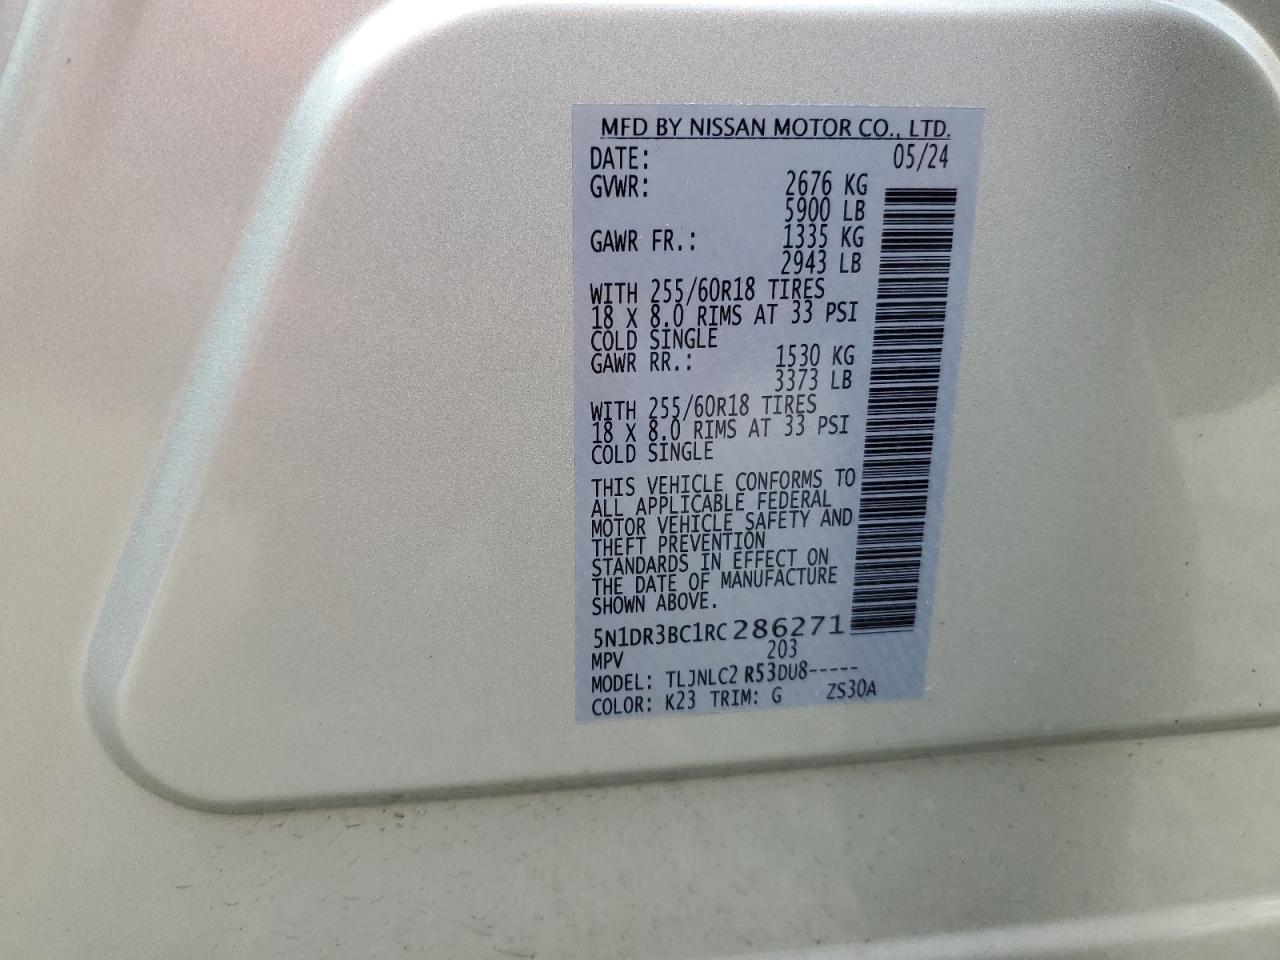 MFD BY NISSAN MOTOR CO., LTD.
DATE: 05/24
GVWR: 2676 KG
5900 LB
GAWR FR.: 1335 KG
2943 LB
WITH 255/60R18 TIRES
18 X 8.0 RIMS AT 33 PSI
COLD SINGLE
GAWR RR.: 1530 KG
3373 LB
WITH 255/60R18 TIRES
18 X 8.0 RIMS AT 33 PSI
COLD SINGLE
THIS VEHICLE CONFORMS TO
ALL APPLICABLE FEDERAL
MOTOR VEHICLE SAFETY AND
THEFT PREVENTION
STANDARDS IN EFFECT ON
THE DATE OF MANUFACTURE
SHOWN ABOVE.
5N1DR3BC1RC286271
MPV 203
MODEL: TLJNLC2 R53DU8-----
COLOR: K23 TRIM: G ZS30A